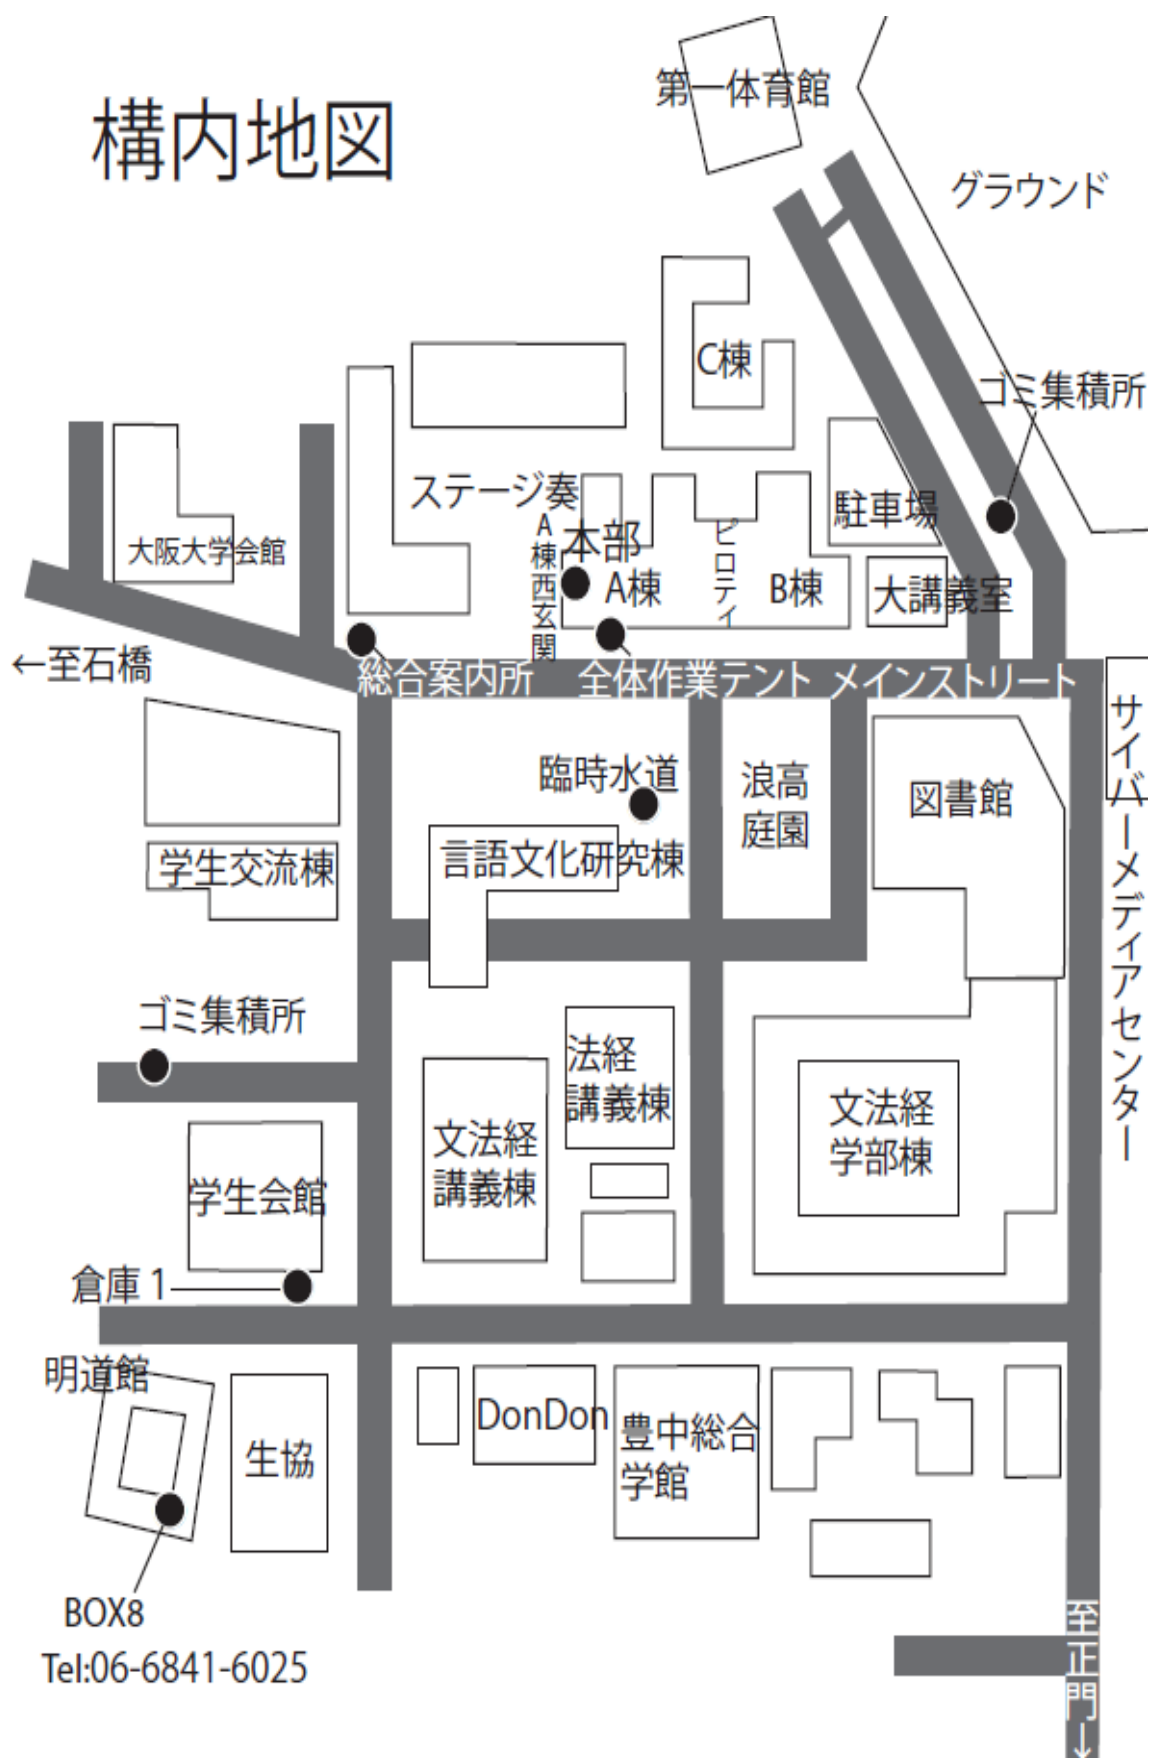 構内地図
第一体育館
グラウンド
C棟
ゴミ集積所
ステージ奏
駐車場
本部
A棟西玄関
ピロティ
大阪大学会館
A棟
B棟
大講義室
←至石橋
総合案内所
全体作業テント
メインストリート
サイバーメディアセンター
臨時水道
浪高
庭園
図書館
言語文化研究棟
学生交流棟
ゴミ集積所
法経
講義棟
文法経
講義棟
文法経
学部棟
学生会館
倉庫1
明道館
生協
DonDon
豊中総合
学館
BOX8
Tel:06-6841-6025
至正門→